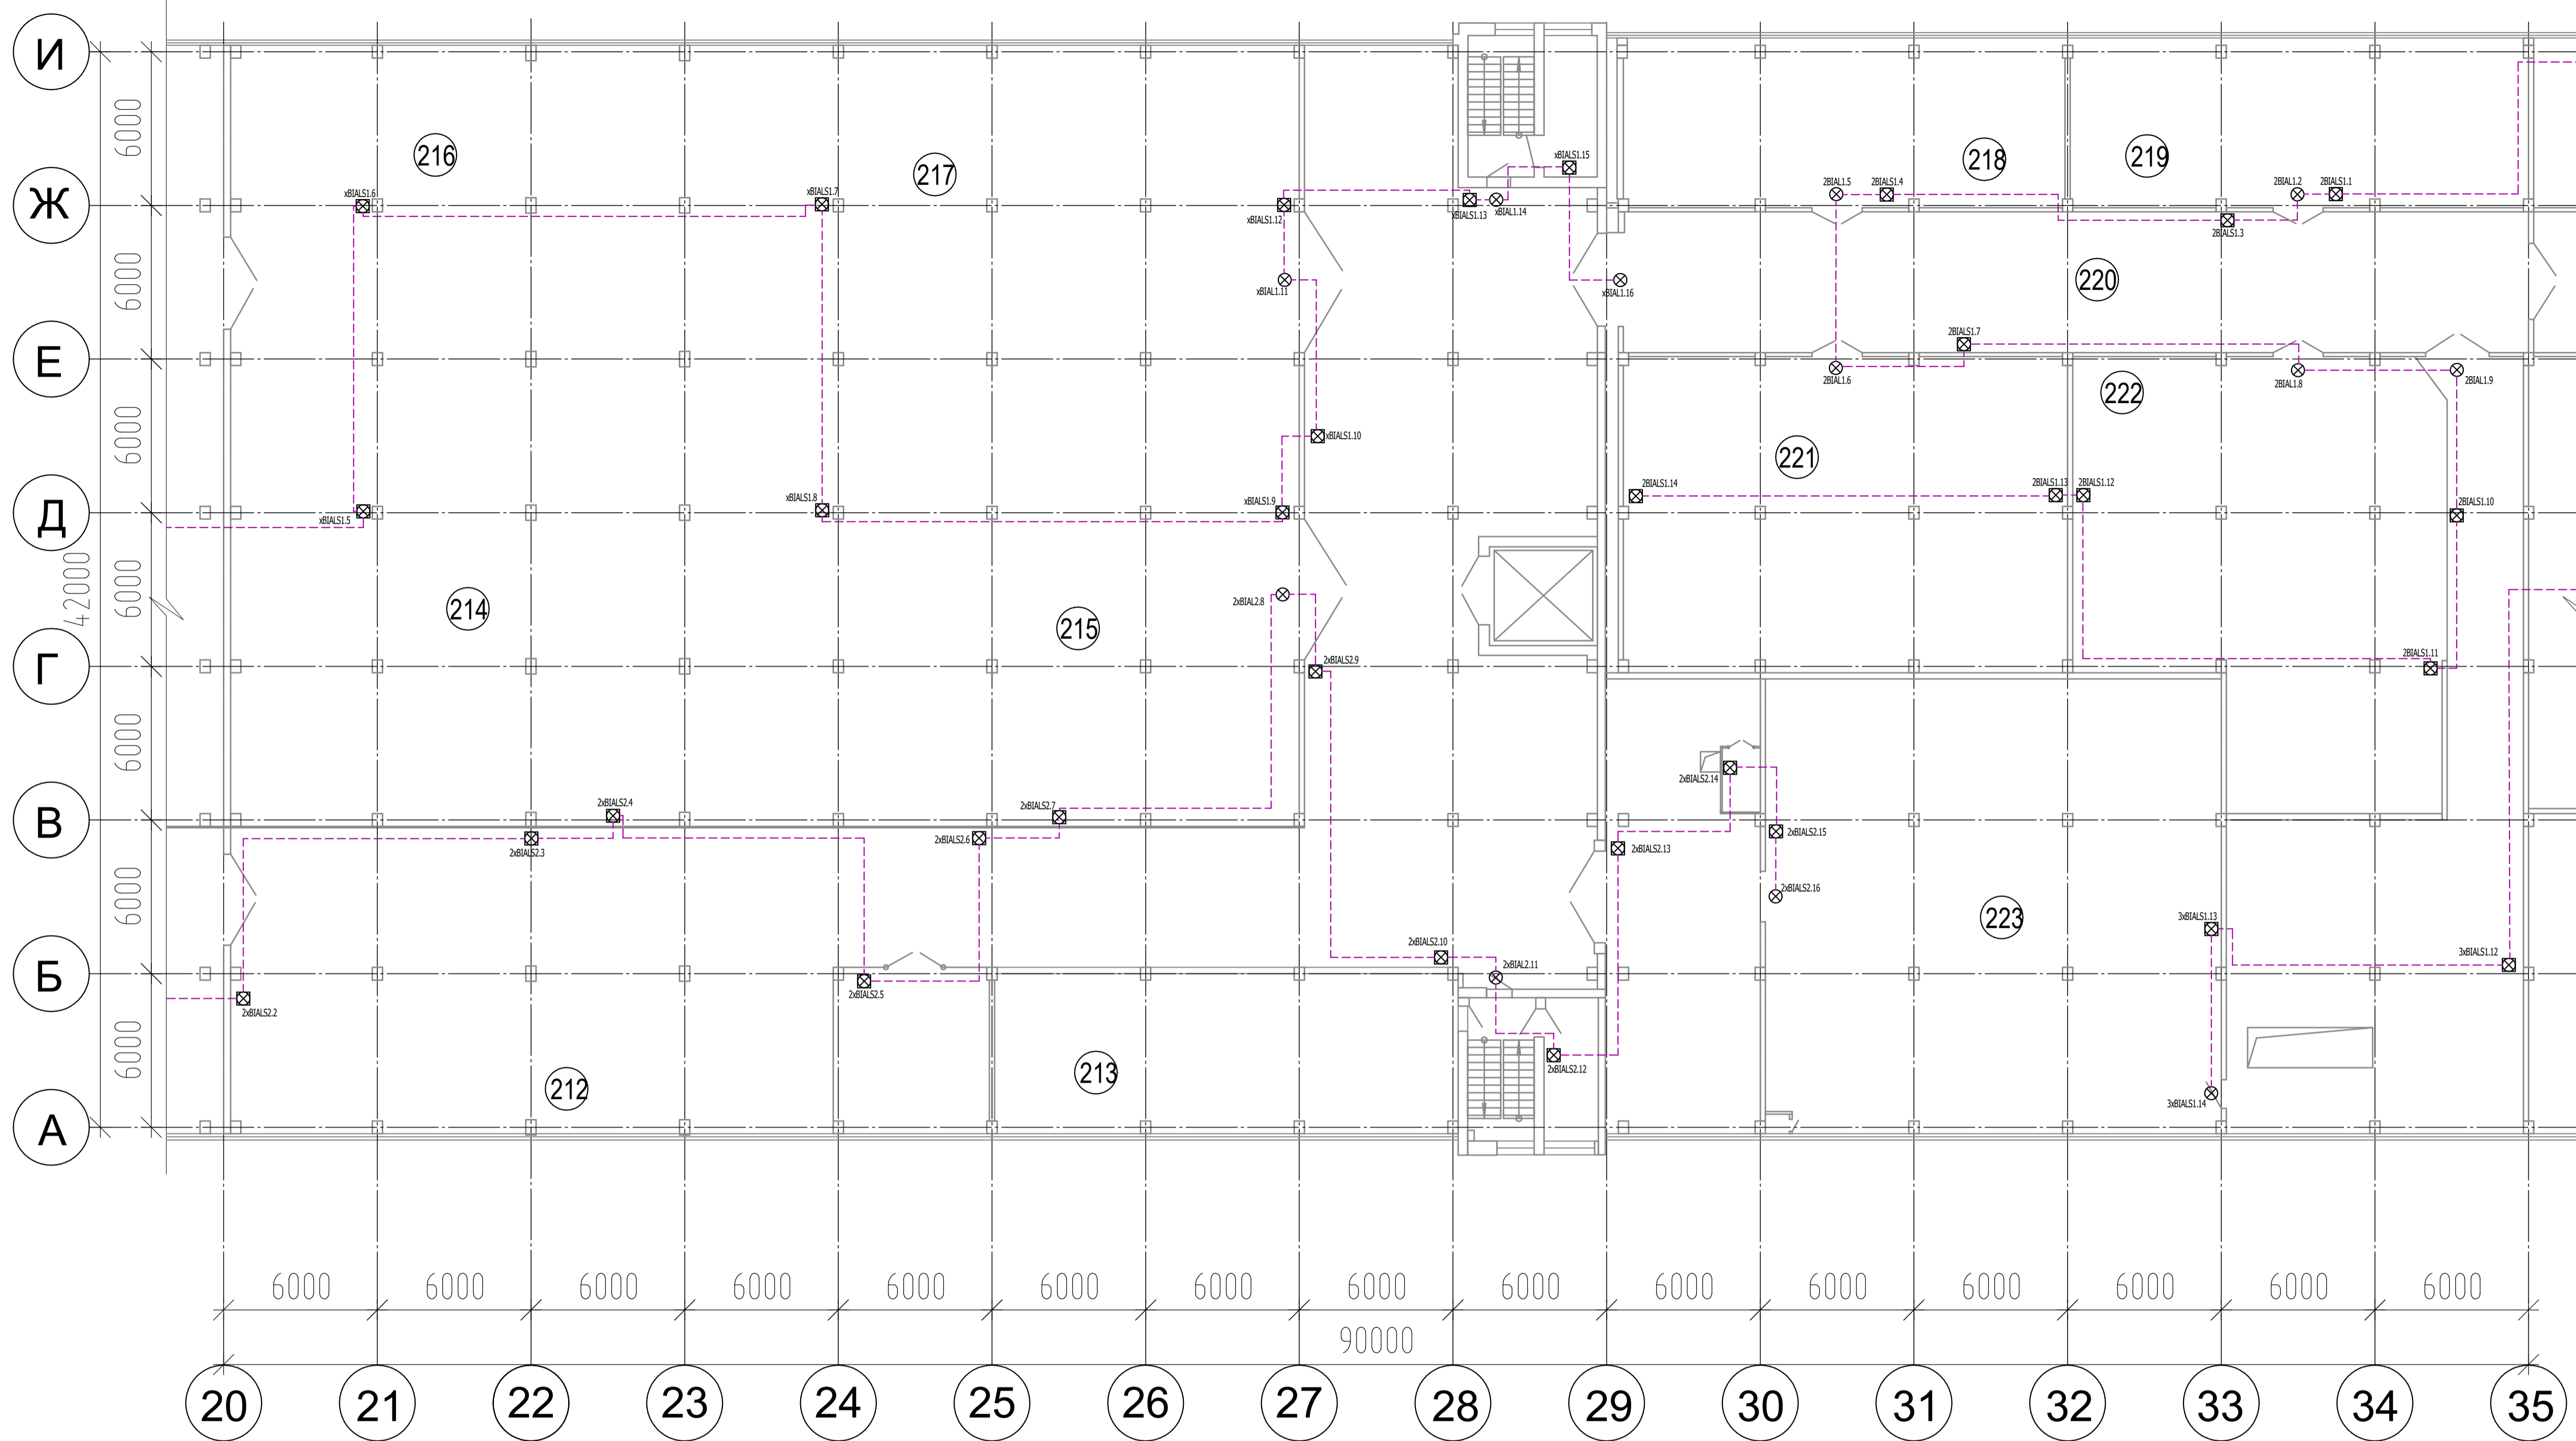 И
6000
xBIALS1.15
216
217
218
219
xBIALS1.6
xBIALS1.7
2BIAL1.5
2BIALS1.4
2BIAL1.2
2BIALS1.1
Ж
xBIALS1.12
xBIALS1.13
xBIAL1.14
2BIALS1.3
6000
xBIAL1.11
xBIAL1.16
220
2BIALS1.7
Е
2BIAL1.6
2BIAL1.8
2BIAL1.9
222
6000
xBIALS1.10
221
2BIALS1.14
2BIALS1.13
2BIALS1.12
xBIALS1.8
xBIALS1.9
2BIALS1.10
Д
xBIALS1.5
42000
6000
2xBIAL2.8
214
215
Г
2xBIALS2.9
2BIALS1.11
6000
2xBIALS2.14
2xBIALS2.4
2xBIALS2.7
В
2xBIALS2.3
2xBIALS2.6
2xBIALS2.15
2xBIALS2.13
6000
2xBIALS2.16
223
3xBIALS1.13
2xBIALS2.10
3xBIALS1.12
Б
2xBIAL2.11
2xBIALS2.5
2xBIALS2.2
6000
2xBIALS2.12
212
213
3xBIALS1.14
А
6000 6000 6000 6000 6000 6000 6000 6000 6000 6000 6000 6000 6000 6000 6000
90000
20 21 22 23 24 25 26 27 28 29 30 31 32 33 34 35